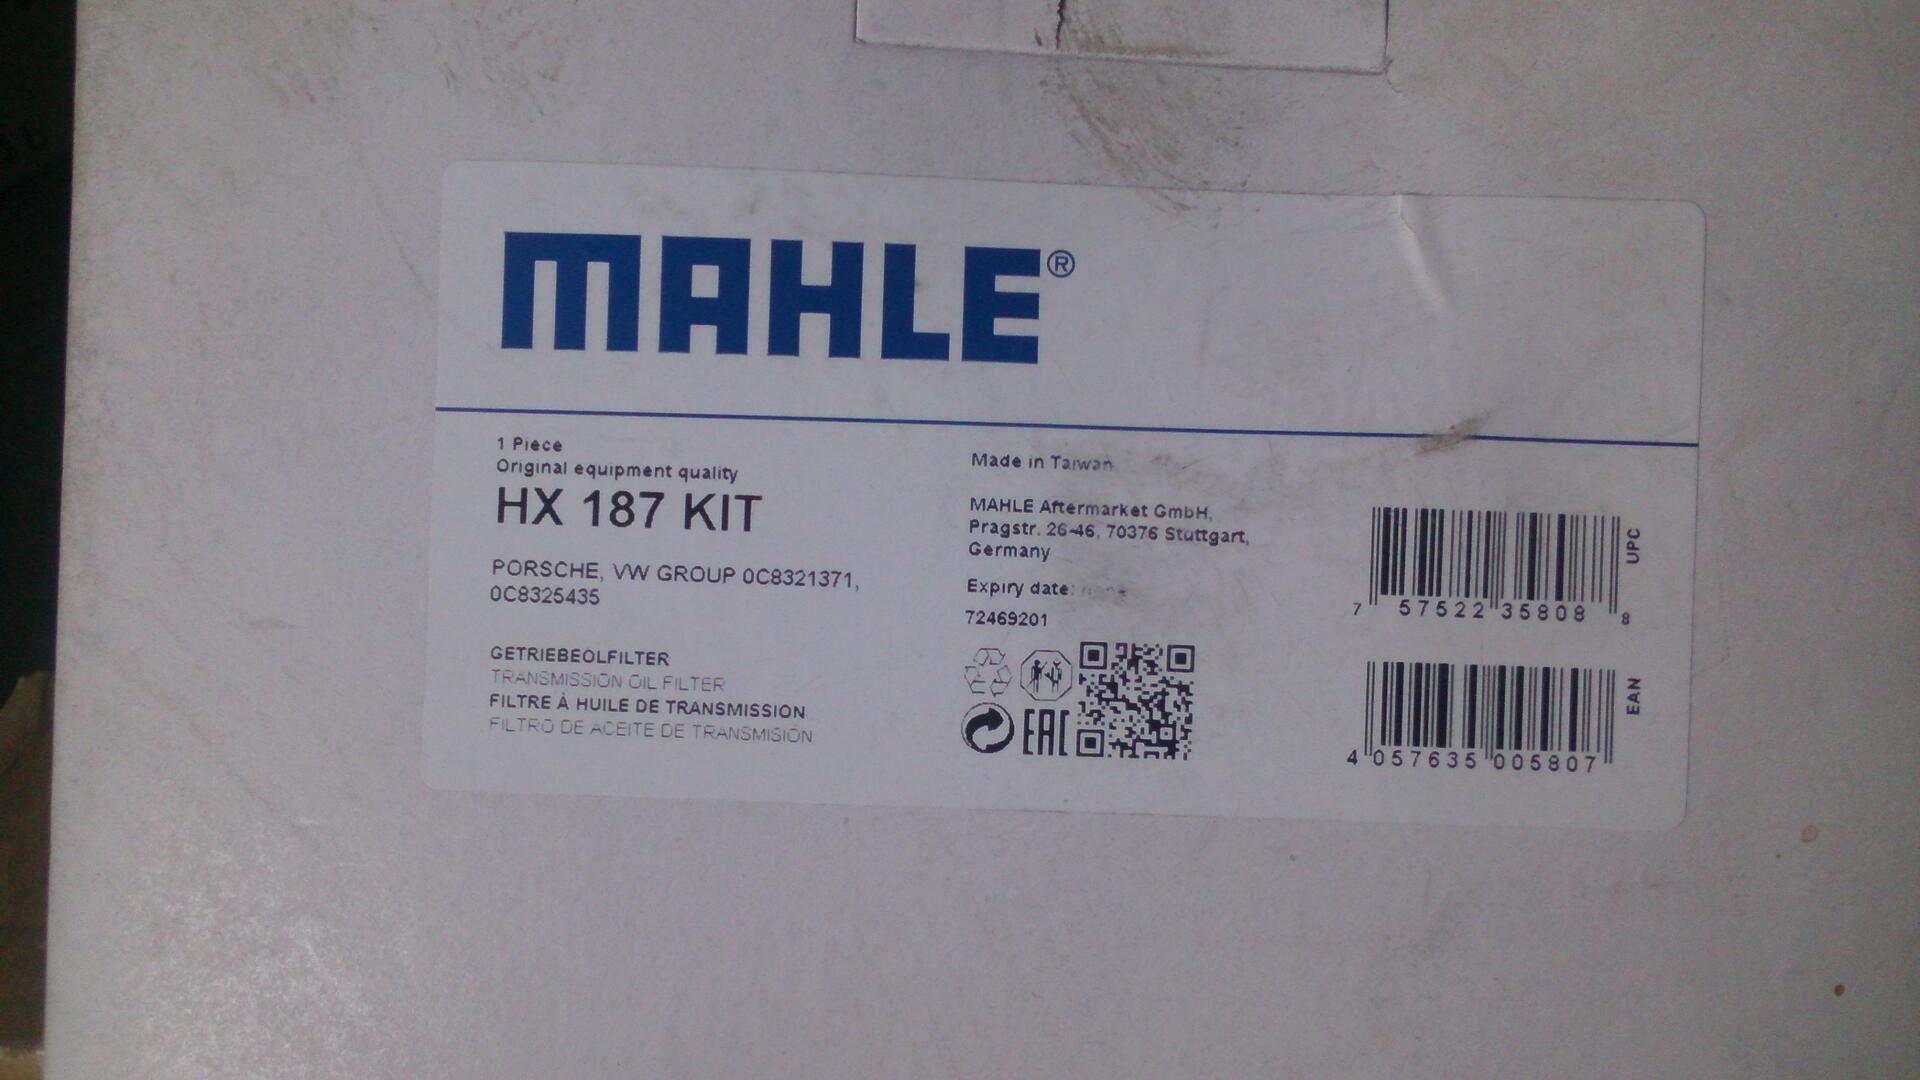 MAHLE®
1 Piece
Original equipment quality
HX 187 KIT
PORSCHE, VW GROUP 0C8321371,
0C8325435
GETRIEBEOLFILTER
TRANSMISSION OIL FILTER
FILTRE À HUILE DE TRANSMISSION
FILTRO DE ACEITE DE TRANSMISIÓN
Made in Taiwan
MAHLE Aftermarket GmbH,
Pragstr. 26-46, 70376 Stuttgart,
Germany
Expiry date: none
72469201
EAC
UPC
7 57522 35808 8
EAN
4 057635 005807